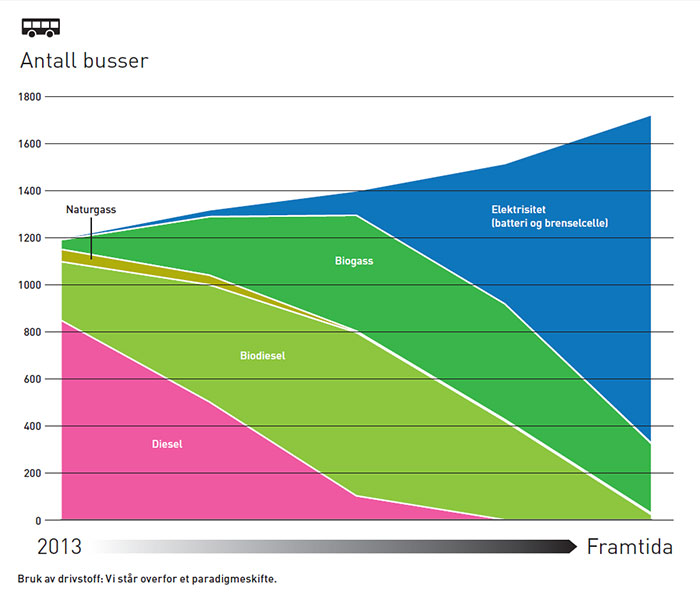 Antall busser
1800
1600
1400
1200
1000
800
600
400
200
0
Naturgass
Elektrisitet
(batteri og brenselcelle)
Biogass
Biodiesel
Diesel
2013
Framtida
Bruk av drivstoff: Vi står overfor et paradigmeskifte.